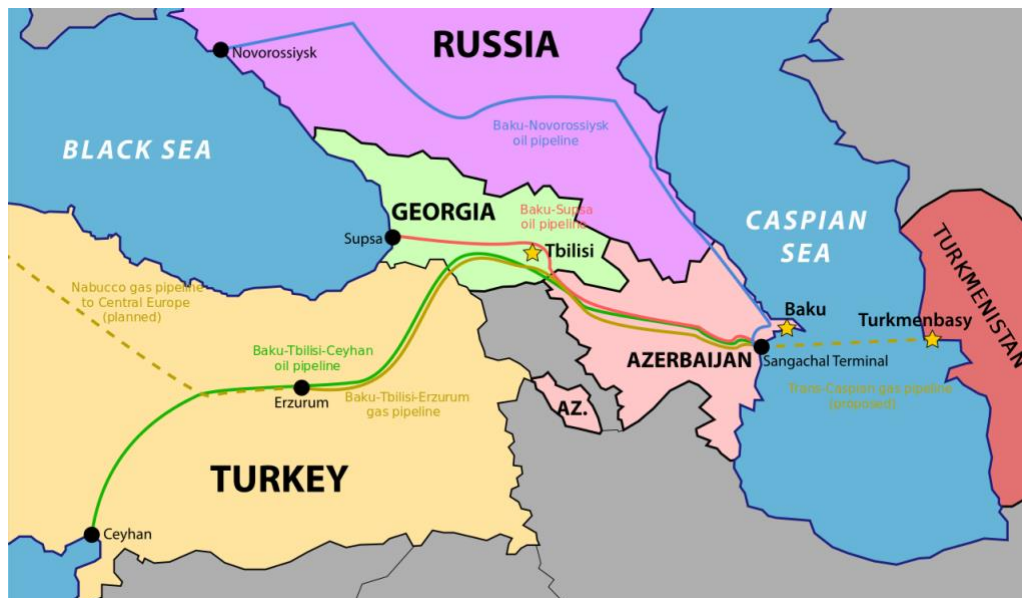 RUSSIA
Novorossiysk
Baku-Novorossiysk
oil pipeline
BLACK SEA
GEORGIA
Baku-Supsa
oil pipeline
Supsa
Tbilisi
CASPIAN
SEA
TURKMENISTAN
Nabucco gas pipeline
to Central Europe
(planned)
Baku
Turkmenbasy
Baku-Tbilisi-Ceyhan
oil pipeline
AZERBAIJAN
Sangachal Terminal
Erzurum
Baku-Tbilisi-Erzurum
gas pipeline
Trans-Caspian gas pipeline
(proposed)
AZ.
TURKEY
Ceyhan